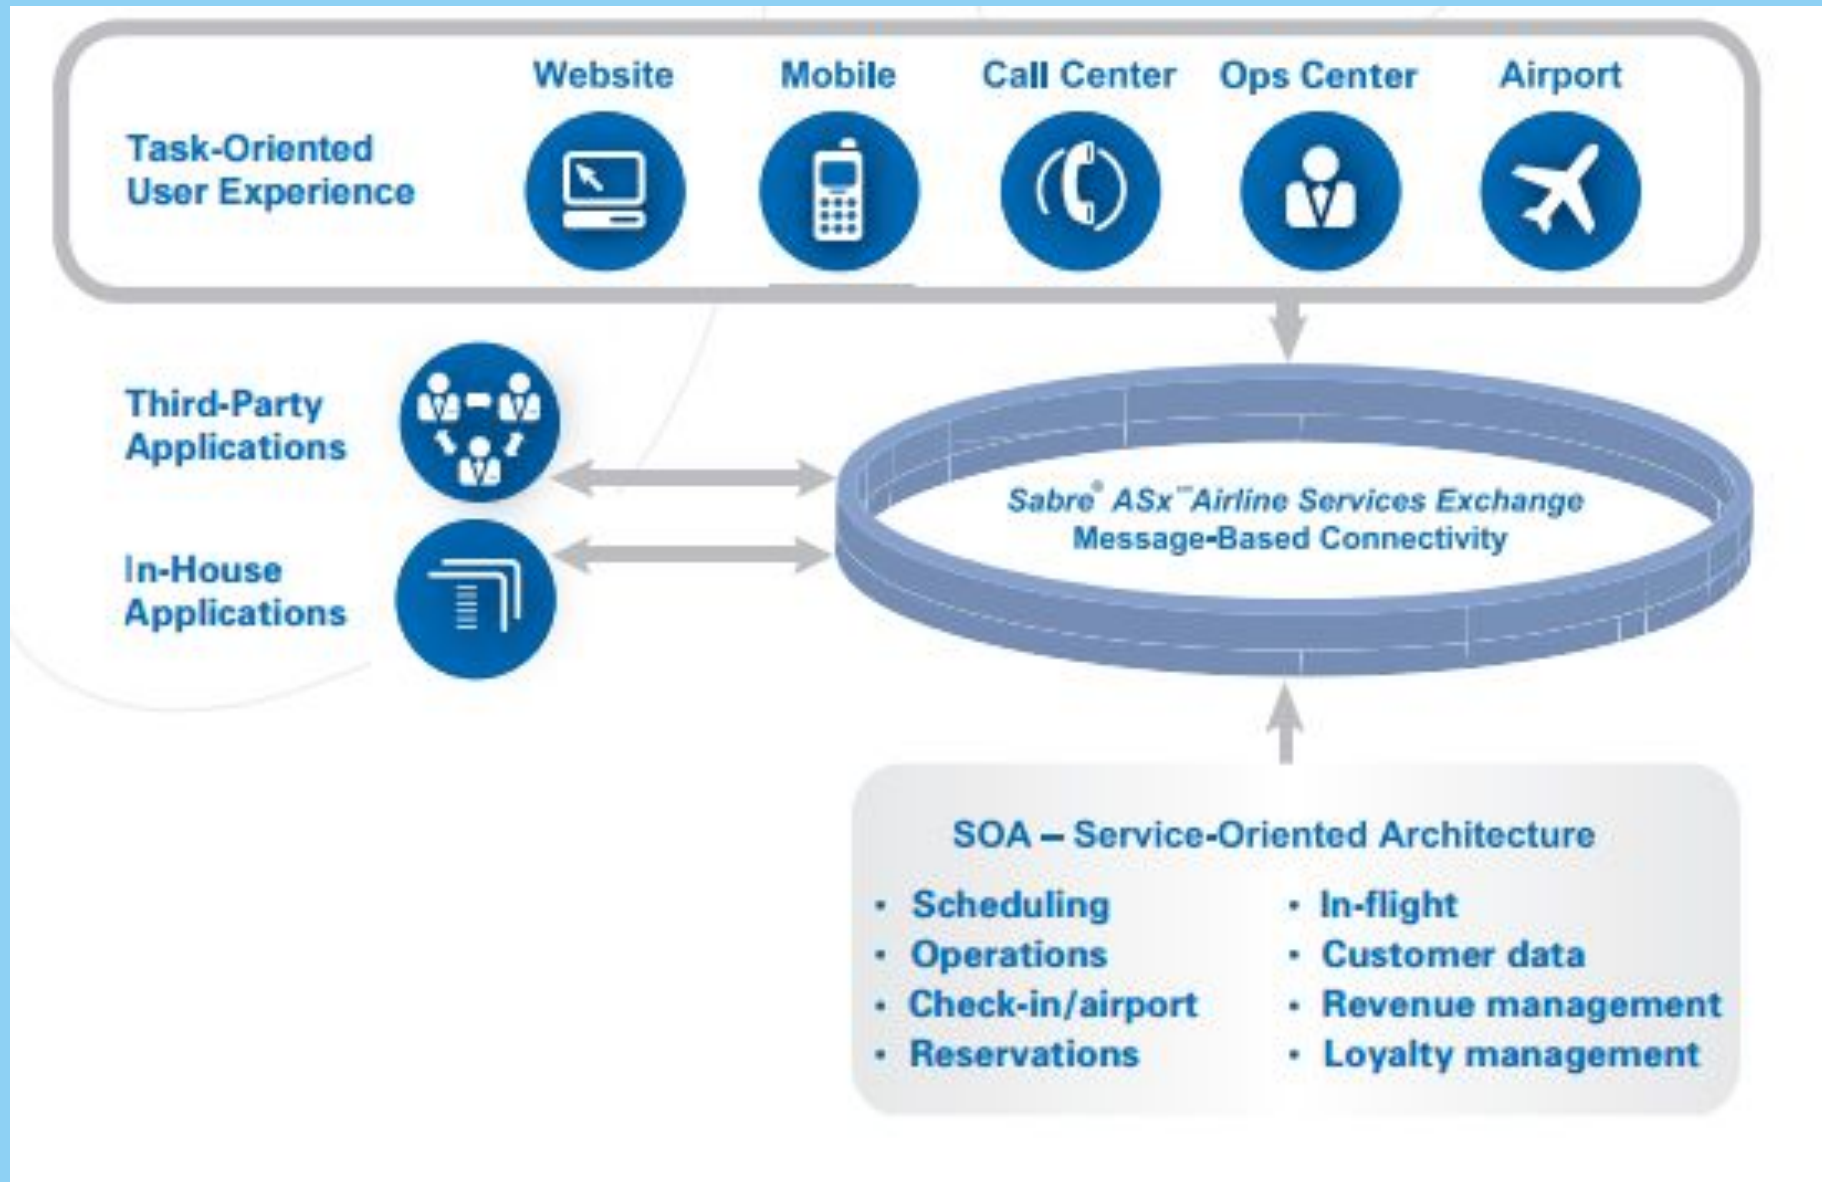 Website
Mobile
Call Center
Ops Center
Airport
Task-Oriented
User Experience
Third-Party
Applications
In-House
Applications
Sabre® ASx™ Airline Services Exchange
Message-Based Connectivity
SOA – Service-Oriented Architecture
• Scheduling
• Operations
• Check-in/airport
• Reservations
• In-flight
• Customer data
• Revenue management
• Loyalty management